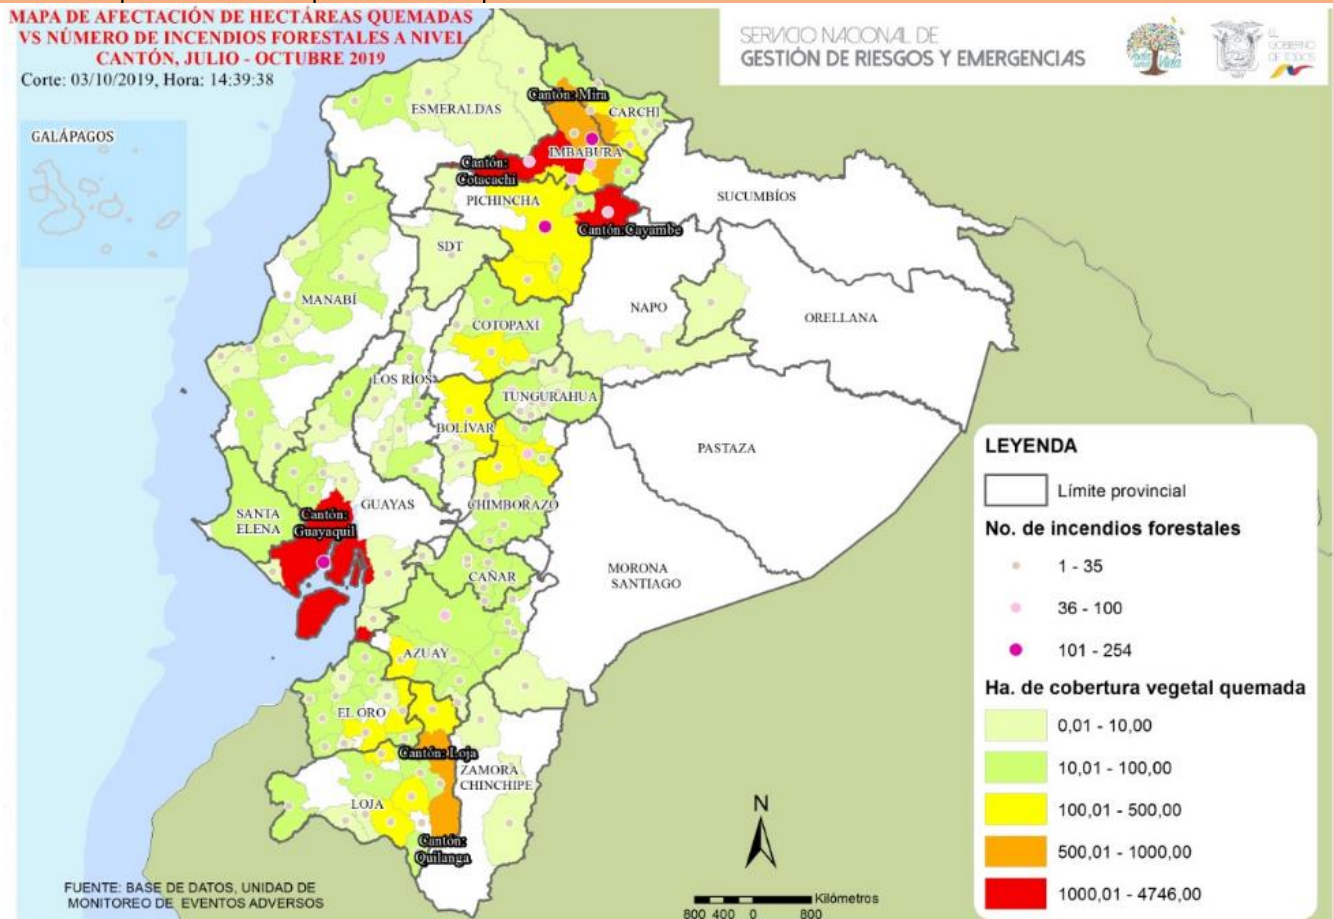 MAPA DE AFECTACIÓN DE HECTÁREAS QUEMADAS
VS NÚMERO DE INCENDIOS FORESTALES A NIVEL
CANTÓN, JULIO - OCTUBRE 2019
Corte: 03/10/2019, Hora: 14:39:38
SERVICIO NACIONAL DE
GESTIÓN DE RIESGOS Y EMERGENCIAS
EL
GOBIERNO
DE TODOS
GALÁPAGOS
ESMERALDAS
Cantón: Mira
CARCHI
IMBABURA
Cantón:
Cotacachi
PICHINCHA
SUCUMBÍOS
Cantón:Cayambe
SDT
MANABÍ
NAPO
ORELLANA
COTOPAXI
LOS RÍOS
TUNGURAHUA
BOLÍVAR
PASTAZA
SANTA
ELENA
Cantón:
Guayaquil
GUAYAS
CHIMBORAZO
CAÑAR
MORONA
SANTIAGO
AZUAY
EL ORO
Cantón: Loja
ZAMORA
CHINCHIPE
LOJA
Cantón:
Quilanga
LEYENDA
Límite provincial
No. de incendios forestales
1 - 35
36 - 100
101 - 254
Ha. de cobertura vegetal quemada
0,01 - 10,00
10,01 - 100,00
100,01 - 500,00
500,01 - 1000,00
1000,01 - 4746,00
N
Kilómetros
800 400 0 800
FUENTE: BASE DE DATOS, UNIDAD DE
MONITOREO DE EVENTOS ADVERSOS